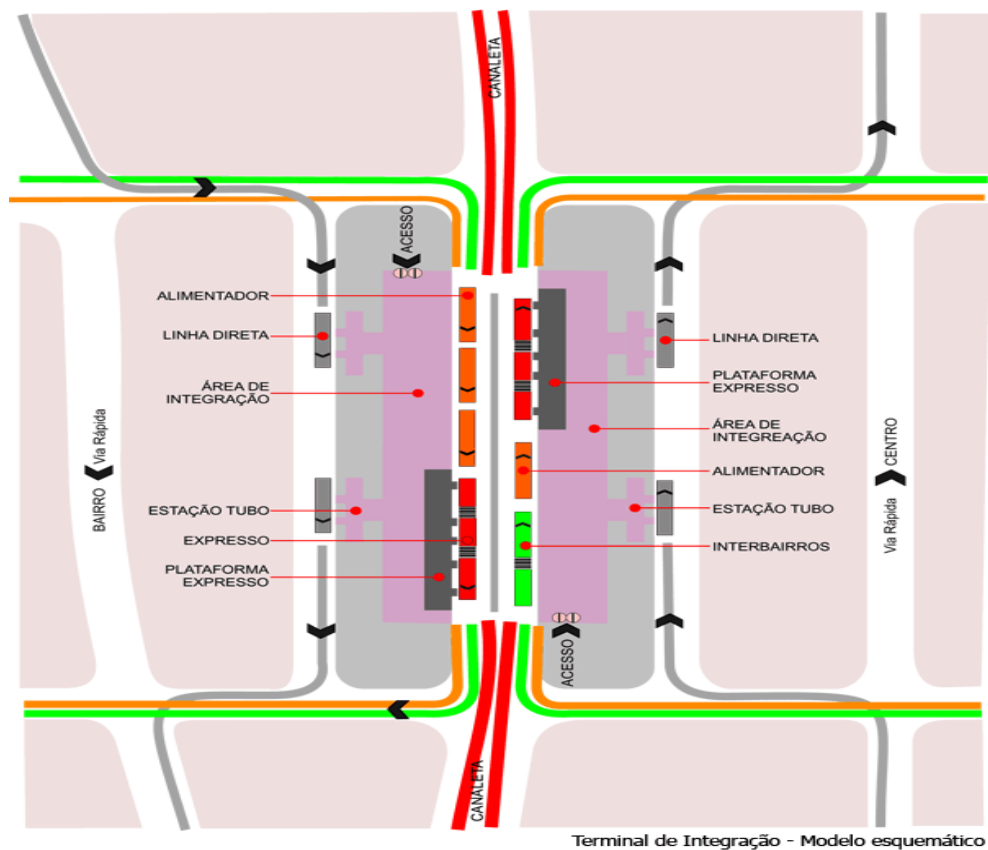 CANALETA
ACESSO
ALIMENTADOR
LINHA DIRETA
ÁREA DE
INTEGRAÇÃO
BAIRRO
Via Rápida
ESTAÇÃO TUBO
EXPRESSO
PLATAFORMA
EXPRESSO
LINHA DIRETA
PLATAFORMA
EXPRESSO
ÁREA DE
INTEGREAÇÃO
ALIMENTADOR
ESTAÇÃO TUBO
INTERBAIRROS
Via Rápida
CENTRO
ACESSO
CANALETA
Terminal de Integração - Modelo esquemático